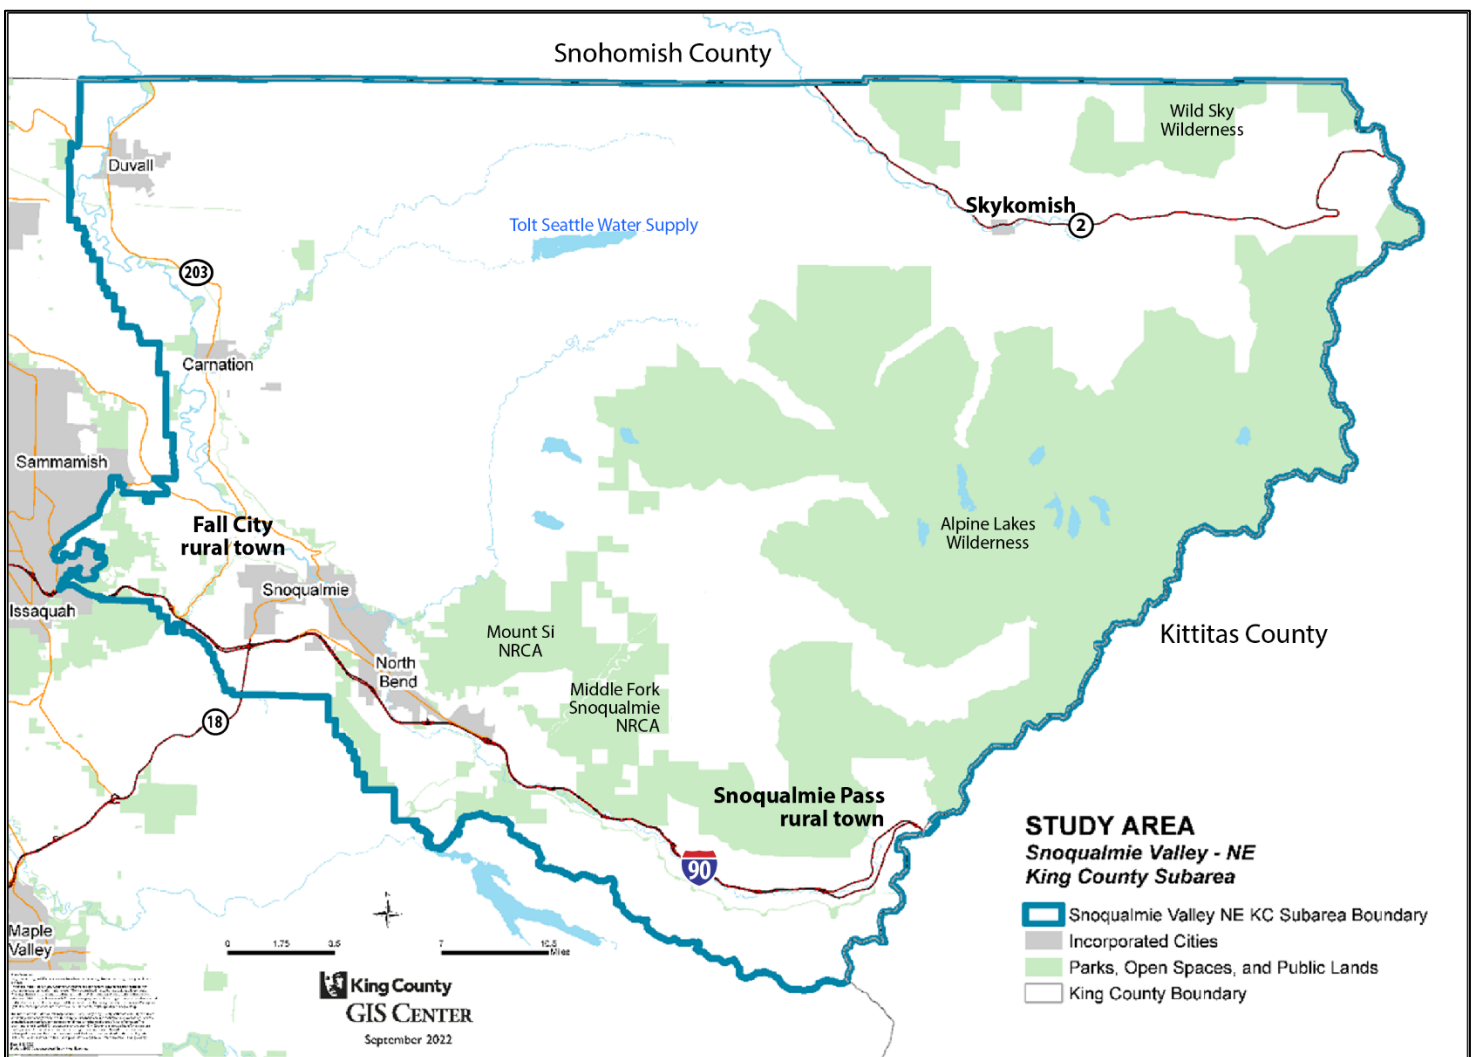 Snohomish County
Wild Sky
Wilderness
Duvall
Skykomish
2
Tolt Seattle Water Supply
203
Carnation
Sammamish
Fall City
rural town
Alpine Lakes
Wilderness
Snoqualmie
Issaquah
Mount Si
NRCA
Kittitas County
North
Bend
Middle Fork
Snoqualmie
NRCA
18
Snoqualmie Pass
rural town
90
STUDY AREA
Snoqualmie Valley - NE
King County Subarea
Snoqualmie Valley NE KC Subarea Boundary
Incorporated Cities
Parks, Open Spaces, and Public Lands
King County Boundary
Maple
Valley
0 1.75 3.5 7 10.5
Miles
King County
GIS CENTER
September 2022